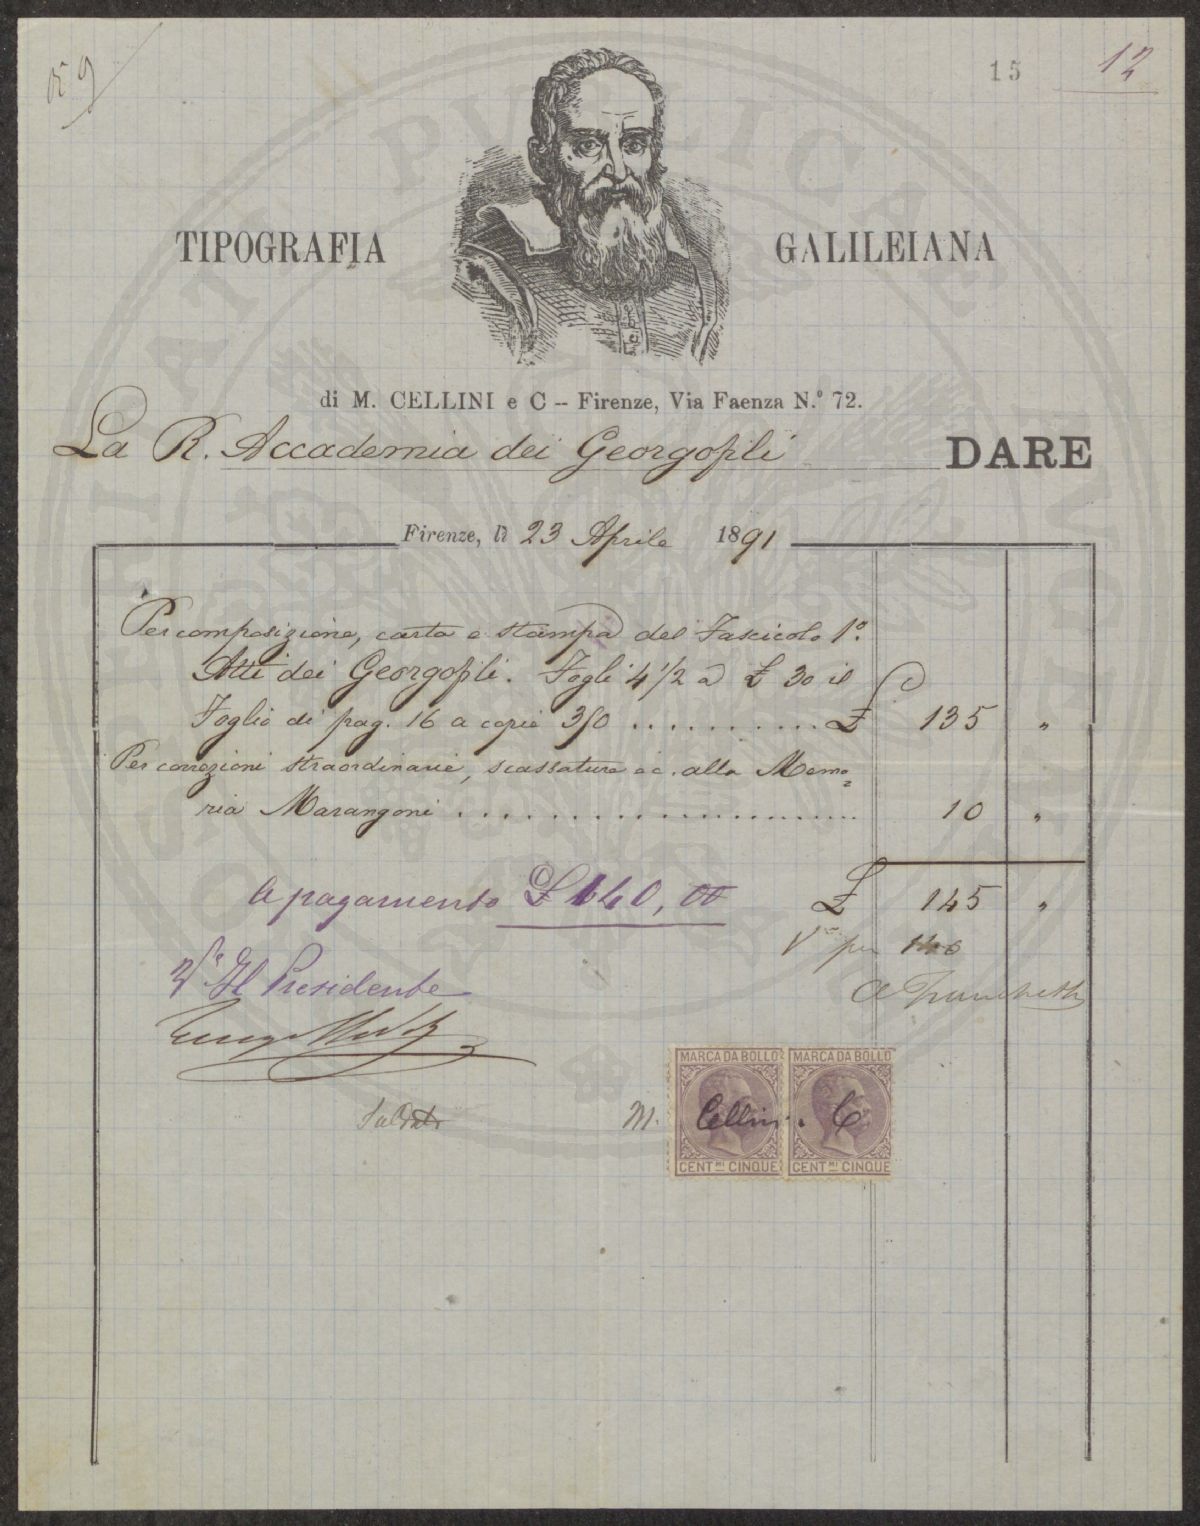 15
12
TIPOGRAFIA GALILEIANA
di M. CELLINI e C – Firenze, Via Faenza N.° 72.
La R. Accademia dei Georgofili DARE
Firenze, lì 23 Aprile 1891
Per composizione, carta e stampa del Fascicolo 1°.
Atti dei Georgofili. Fogli 4 1/2 a £ 30 il
Foglio di pag. 16 a copie 350 .......... £ 135 "
Per correzioni straordinarie, scassature ec. alla Memo=
ria Marangoni .................... 10 "
A pagamento £ 140,00 £ 145 "
V° per 140
V° Il Presidente
Saldato
M. Cellini e C
MARCA DA BOLLO MARCA DA BOLLO
CENT.MI CINQUE CENT.MI CINQUE